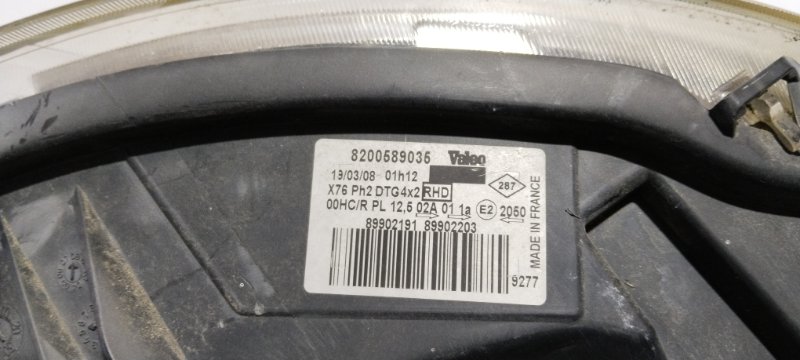 8200589035 Valeo
19/03/08 01h12
X76 Ph2 DTG4x2 RHD
287
00HC/R PL 12,5 02A 01 1a E2 2050
89902191 89902203
9277
MADE IN FRANCE